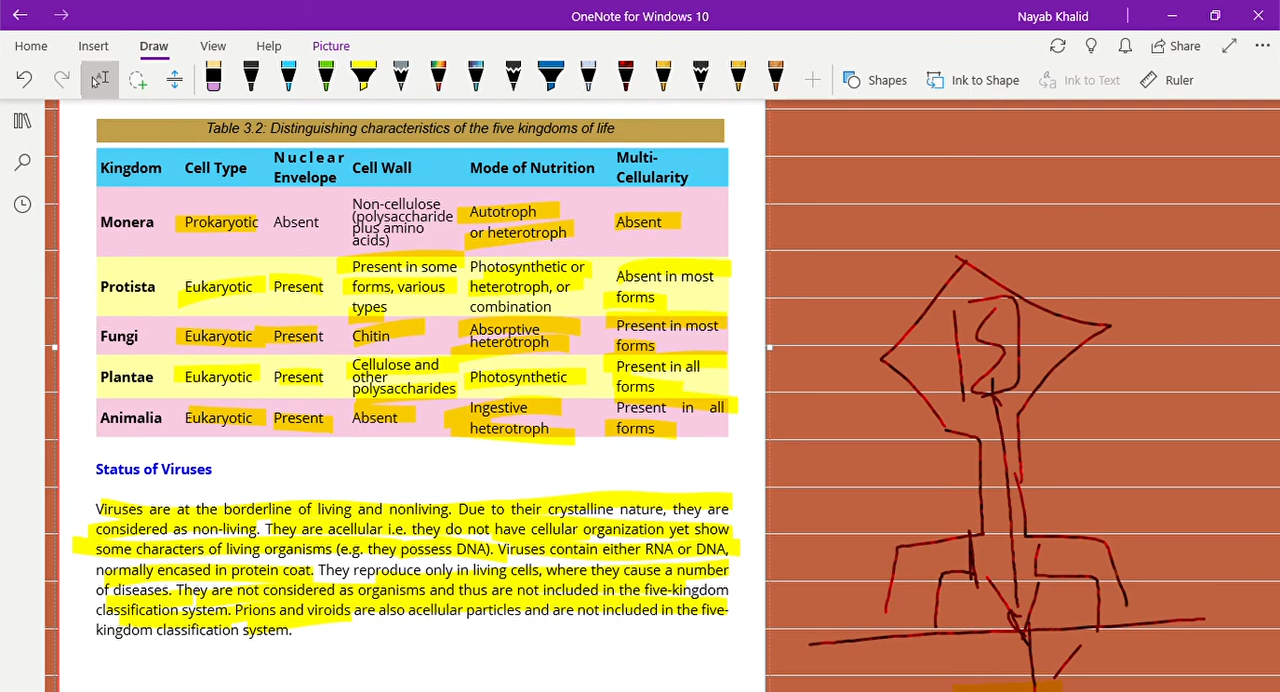 OneNote for Windows 10
Nayab Khalid
Home Insert Draw View Help Picture
Share
Shapes Ink to Shape Ink to Text Ruler
Table 3.2: Distinguishing characteristics of the five kingdoms of life
Kingdom Cell Type Nuclear Envelope Cell Wall Mode of Nutrition Multi-Cellularity
Monera Prokaryotic Absent Non-cellulose (polysaccharide plus amino acids) Autotroph or heterotroph Absent
Protista Eukaryotic Present Present in some forms, various types Photosynthetic or heterotroph, or combination Absent in most forms
Fungi Eukaryotic Present Chitin Absorptive heterotroph Present in most forms
Plantae Eukaryotic Present Cellulose and other polysaccharides Photosynthetic Present in all forms
Animalia Eukaryotic Present Absent Ingestive heterotroph Present in all forms
Status of Viruses
Viruses are at the borderline of living and nonliving. Due to their crystalline nature, they are
considered as non-living. They are acellular i.e. they do not have cellular organization yet show
some characters of living organisms (e.g. they possess DNA). Viruses contain either RNA or DNA,
normally encased in protein coat. They reproduce only in living cells, where they cause a number
of diseases. They are not considered as organisms and thus are not included in the five-kingdom
classification system. Prions and viroids are also acellular particles and are not included in the five-
kingdom classification system.